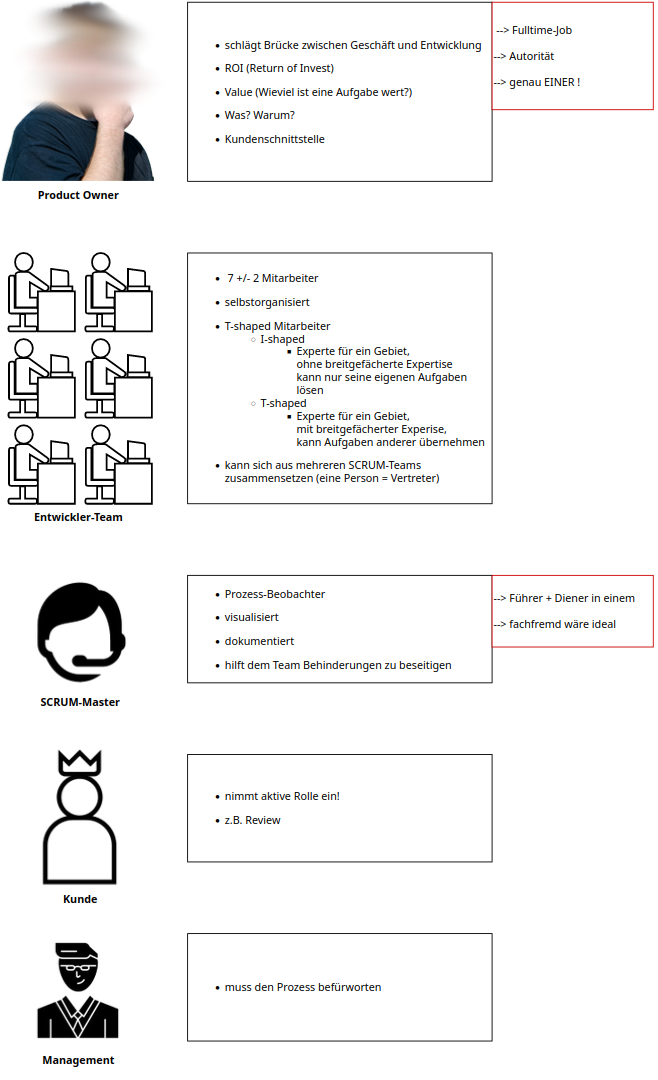 schlägt Brücke zwischen Geschäft und Entwicklung
ROI (Return of Invest)
Value (Wieviel ist eine Aufgabe wert?)
Was? Warum?
Kundenschnittstelle
--> Fulltime-Job
--> Autorität
--> genau EINER !
Product Owner
7 +/- 2 Mitarbeiter
selbstorganisiert
T-shaped Mitarbeiter
I-shaped
Experte für ein Gebiet,
ohne breitgefächerte Expertise
kann nur seine eigenen Aufgaben
lösen
T-shaped
Experte für ein Gebiet,
mit breitgefächerter Experise,
kann Aufgaben anderer übernehmen
kann sich aus mehreren SCRUM-Teams
zusammensetzen (eine Person = Vertreter)
Entwickler-Team
Prozess-Beobachter
visualisiert
dokumentiert
hilft dem Team Behinderungen zu beseitigen
--> Führer + Diener in einem
--> fachfremd wäre ideal
SCRUM-Master
nimmt aktive Rolle ein!
z.B. Review
Kunde
muss den Prozess befürworten
Management